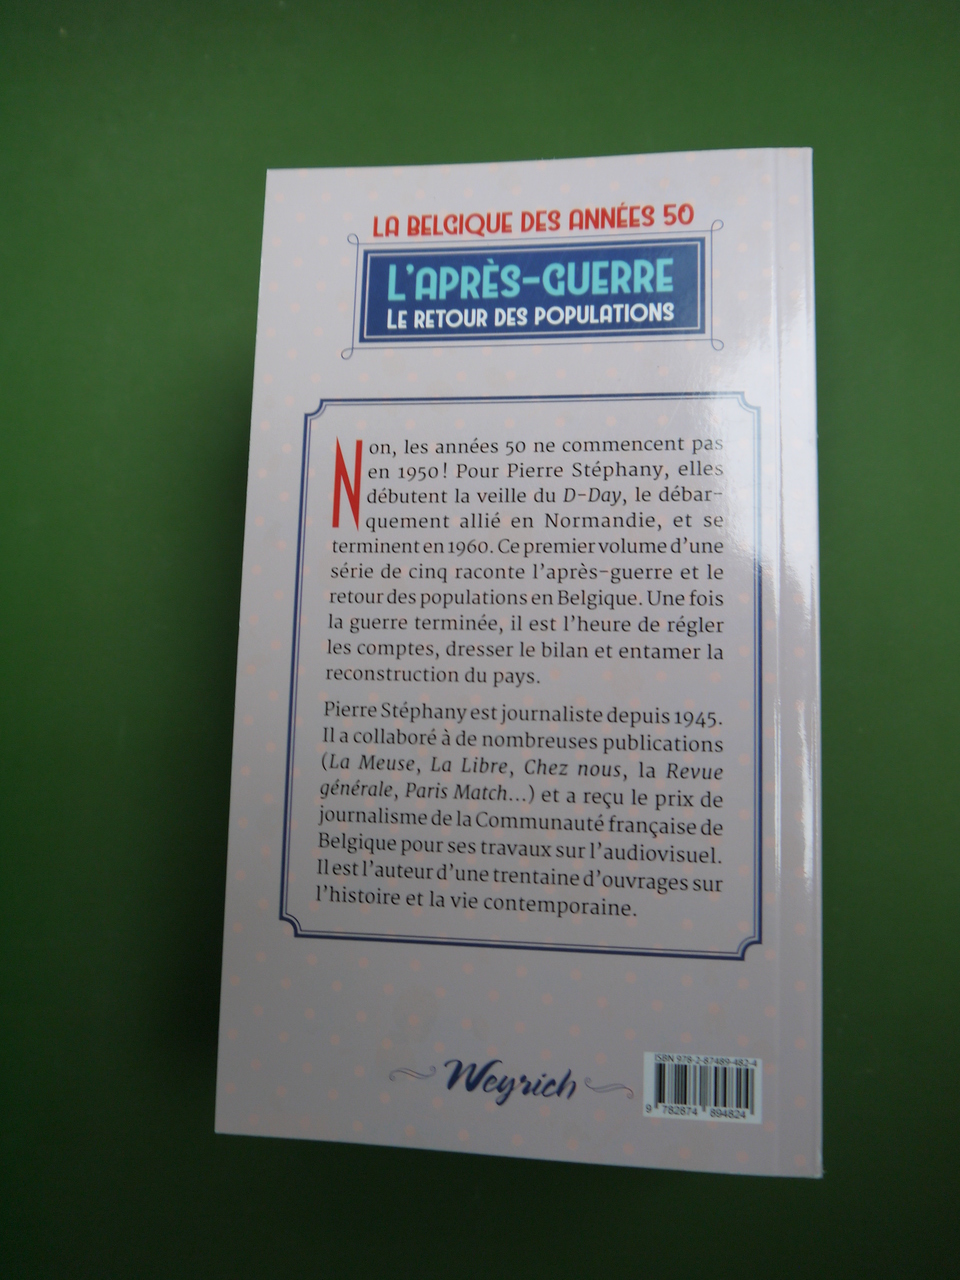 LA BELGIQUE DES ANNÉES 50
L'APRÈS-GUERRE
LE RETOUR DES POPULATIONS
Non, les années 50 ne commencent pas
en 1950 ! Pour Pierre Stéphany, elles
débutent la veille du D-Day, le débar-
quement allié en Normandie, et se
terminent en 1960. Ce premier volume d'une
série de cinq raconte l'après-guerre et le
retour des populations en Belgique. Une fois
la guerre terminée, il est l'heure de régler
les comptes, dresser le bilan et entamer la
reconstruction du pays.
Pierre Stéphany est journaliste depuis 1945.
Il a collaboré à de nombreuses publications
(La Meuse, La Libre, Chez nous, la Revue
générale, Paris Match...) et a reçu le prix de
journalisme de la Communauté française de
Belgique pour ses travaux sur l'audiovisuel.
Il est l'auteur d'une trentaine d'ouvrages sur
l'histoire et la vie contemporaine.
Weyrich
ISBN 978-2-87489-482-4
9 782874 894824